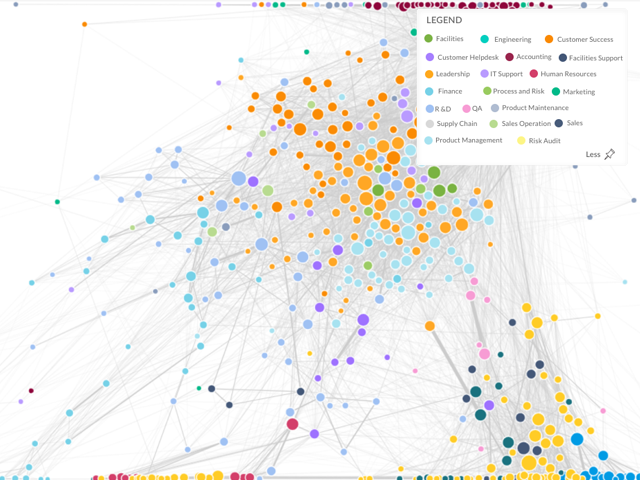 LEGEND
Facilities Engineering Customer Success
Customer Helpdesk Accounting Facilities Support
Leadership IT Support Human Resources
Finance Process and Risk Marketing
R &D QA Product Maintenance
Supply Chain Sales Operation Sales
Product Management Risk Audit
Less